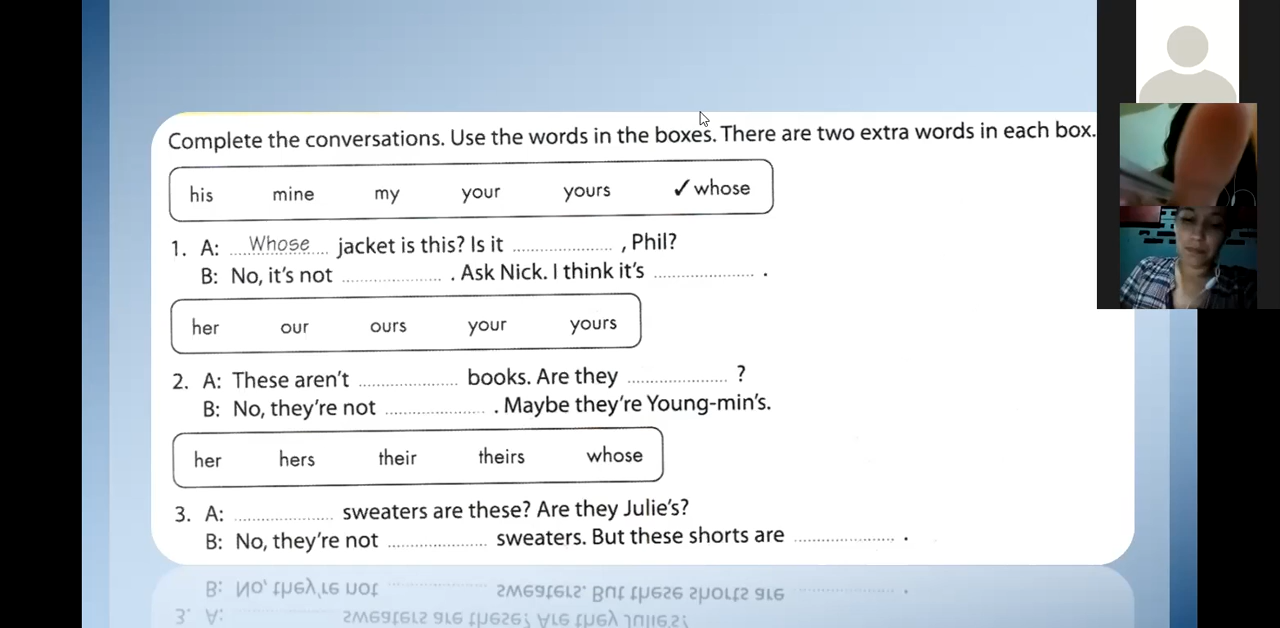 Complete the conversations. Use the words in the boxes. There are two extra words in each box.
his mine my your yours ✓ whose
1. A: Whose jacket is this? Is it .................... , Phil?
B: No, it's not .................... . Ask Nick. I think it's .................... .
her our ours your yours
2. A: These aren't .................... books. Are they .................... ?
B: No, they're not .................... . Maybe they're Young-min's.
her hers their theirs whose
3. A: .................... sweaters are these? Are they Julie's?
B: No, they're not .................... sweaters. But these shorts are .................... .